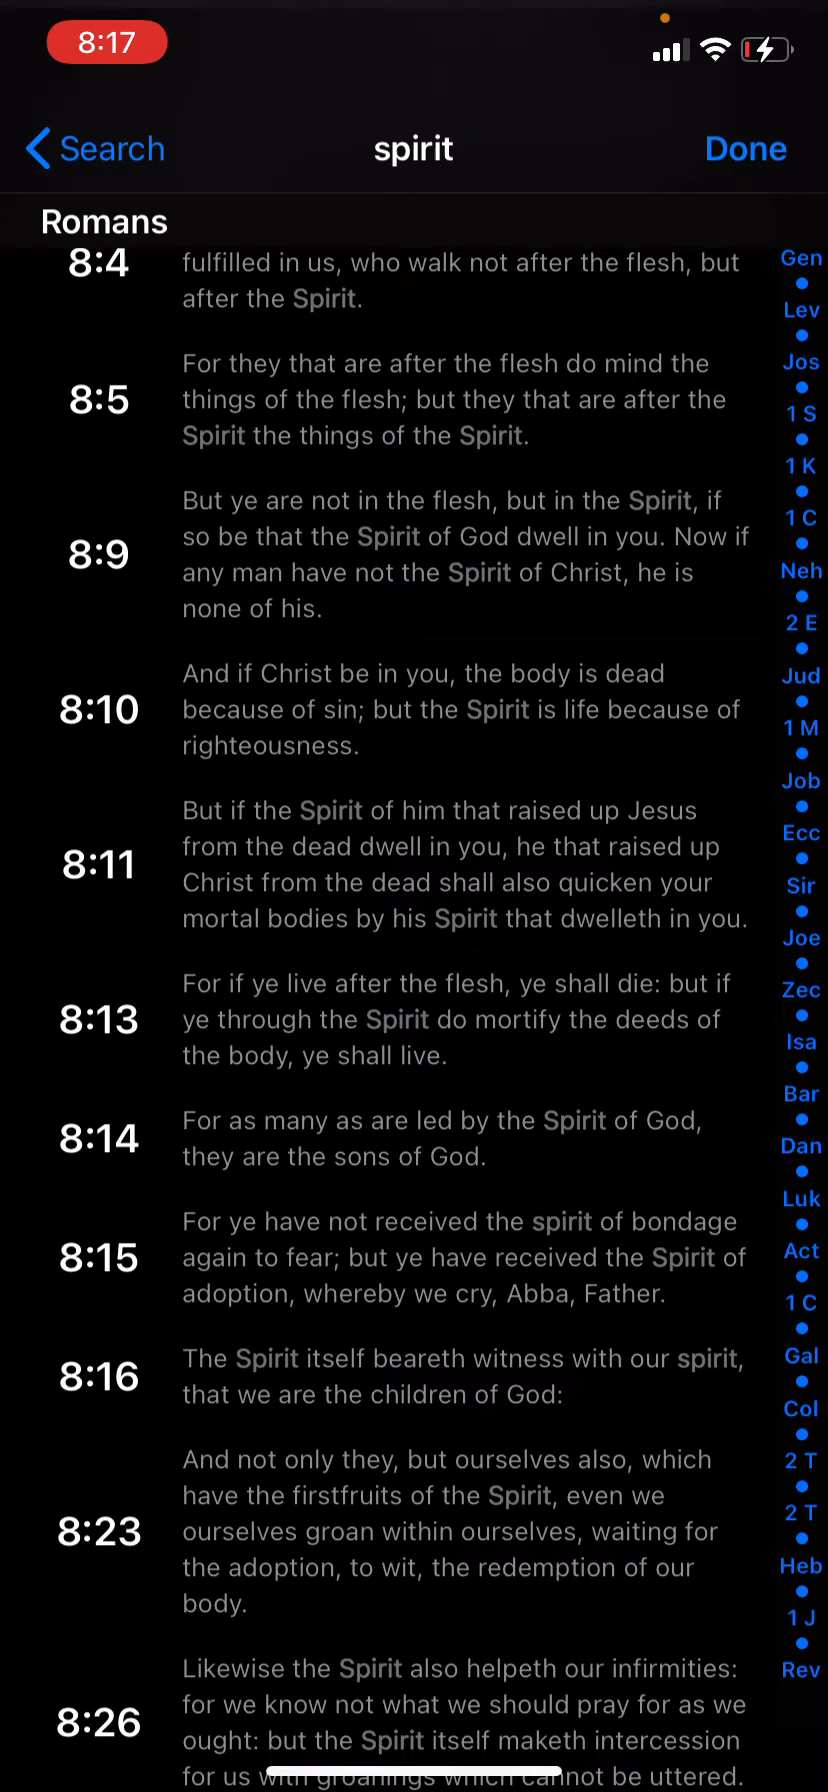 8:17
Search
spirit
Done
Romans
8:4
fulfilled in us, who walk not after the flesh, but
after the Spirit.
8:5
For they that are after the flesh do mind the
things of the flesh; but they that are after the
Spirit the things of the Spirit.
8:9
But ye are not in the flesh, but in the Spirit, if
so be that the Spirit of God dwell in you. Now if
any man have not the Spirit of Christ, he is
none of his.
8:10
And if Christ be in you, the body is dead
because of sin; but the Spirit is life because of
righteousness.
8:11
But if the Spirit of him that raised up Jesus
from the dead dwell in you, he that raised up
Christ from the dead shall also quicken your
mortal bodies by his Spirit that dwelleth in you.
8:13
For if ye live after the flesh, ye shall die: but if
ye through the Spirit do mortify the deeds of
the body, ye shall live.
8:14
For as many as are led by the Spirit of God,
they are the sons of God.
8:15
For ye have not received the spirit of bondage
again to fear; but ye have received the Spirit of
adoption, whereby we cry, Abba, Father.
8:16
The Spirit itself beareth witness with our spirit,
that we are the children of God:
8:23
And not only they, but ourselves also, which
have the firstfruits of the Spirit, even we
ourselves groan within ourselves, waiting for
the adoption, to wit, the redemption of our
body.
8:26
Likewise the Spirit also helpeth our infirmities:
for we know not what we should pray for as we
ought: but the Spirit itself maketh intercession
for us with groanings which cannot be uttered.
Gen
Lev
Jos
1 S
1 K
1 C
Neh
2 E
Jud
1 M
Job
Ecc
Sir
Joe
Zec
Isa
Bar
Dan
Luk
Act
1 C
Gal
Col
2 T
2 T
Heb
1 J
Rev